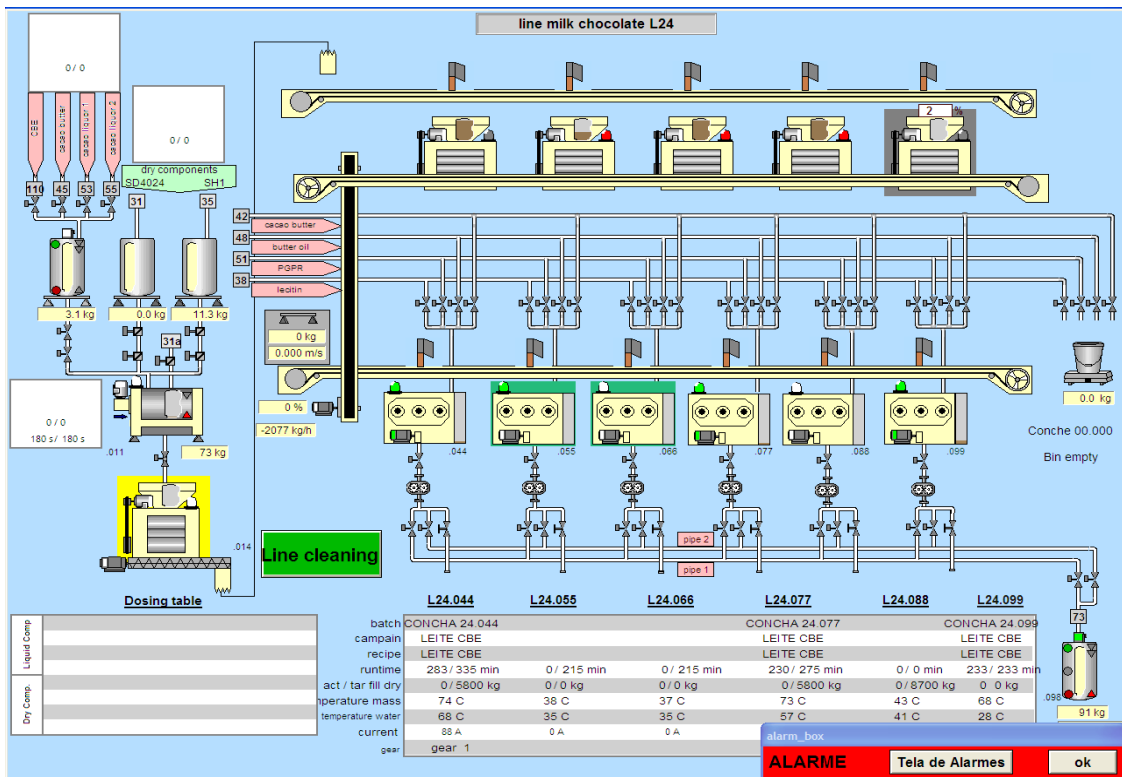 line milk chocolate L24
0 / 0
2 %
CBE
cacao butter
cacao liquor 1
cacao liquor 2
0 / 0
dry components
SD4024 SH1
110 45 53 55
31 35
42
cacao butter
48
butter oil
51
PGPR
38
lecitin
3.1 kg 0.0 kg 11.3 kg
31a
0 kg
0.000 m/s
0.0 kg
0 / 0
180 s/ 180 s
0 %
-2077 kg/h
Conche 00.000
Bin empty
.011
73 kg
.044 .055 .066 .077 .088 .099
.014
Line cleaning
pipe 2
pipe 1
Dosing table
L24.044 L24.055 L24.066 L24.077 L24.088 L24.099
73
Liquid Comp
Dry Comp.
batch CONCHA 24.044 CONCHA 24.077 CONCHA 24.099
campain LEITE CBE LEITE CBE LEITE CBE
recipe LEITE CBE LEITE CBE LEITE CBE
runtime 283/ 335 min 0/ 215 min 0/ 215 min 230/ 275 min 0/ 0 min 233/ 233 min
act / tar fill dry 0/ 5800 kg 0/ 0 kg 0/ 0 kg 0/ 5800 kg 0/ 8700 kg 0 0 kg
mperature mass 74 C 38 C 37 C 73 C 43 C 68 C
temperature water 68 C 35 C 35 C 57 C 41 C 28 C
current 88 A 0 A 0 A
gear gear 1
.098
91 kg
alarm_box
ALARME Tela de Alarmes ok